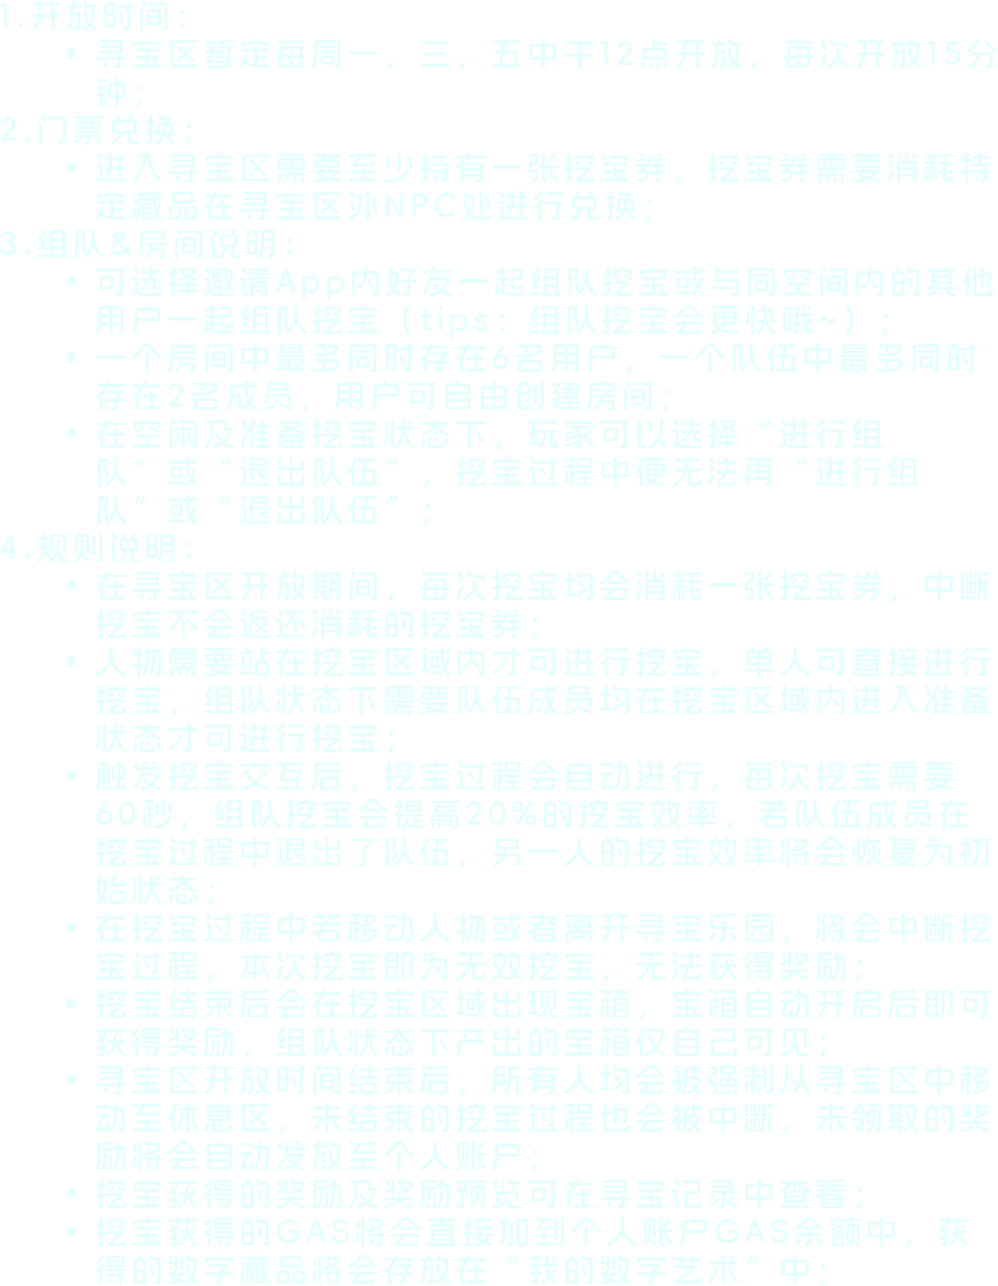 1.开放时间：
• 寻宝区暂定每周一，三，五中午12点开放，每次开放15分
钟；
2.门票兑换：
• 进入寻宝区需要至少持有一张挖宝券，挖宝券需要消耗特
定藏品在寻宝区外NPC处进行兑换；
3.组队&房间说明：
• 可选择邀请App内好友一起组队挖宝或与同空间内的其他
用户一起组队挖宝（tips：组队挖宝会更快哦~）；
• 一个房间中最多同时存在6名用户，一个队伍中最多同时
存在2名成员，用户可自由创建房间；
• 在空闲及准备挖宝状态下，玩家可以选择“进行组
队”或“退出队伍”，挖宝过程中便无法再“进行组
队”或“退出队伍”；
4.规则说明：
• 在寻宝区开放期间，每次挖宝均会消耗一张挖宝券，中断
挖宝不会返还消耗的挖宝券；
• 人物需要站在挖宝区域内才可进行挖宝，单人可直接进行
挖宝，组队状态下需要队伍成员均在挖宝区域内进入准备
状态才可进行挖宝；
• 触发挖宝交互后，挖宝过程会自动进行，每次挖宝需要
60秒，组队挖宝会提高20%的挖宝效率，若队伍成员在
挖宝过程中退出了队伍，另一人的挖宝效率将会恢复为初
始状态；
• 在挖宝过程中若移动人物或者离开寻宝乐园，将会中断挖
宝过程，本次挖宝即为无效挖宝，无法获得奖励；
• 挖宝结束后会在挖宝区域出现宝箱，宝箱自动开启后即可
获得奖励，组队状态下产出的宝箱仅自己可见；
• 寻宝区开放时间结束后，所有人均会被强制从寻宝区中移
动至休息区，未结束的挖宝过程也会被中断，未领取的奖
励将会自动发放至个人账户；
• 挖宝获得的奖励及奖励预览可在寻宝记录中查看；
• 挖宝获得的GAS将会直接加到个人账户GAS余额中，获
得的数字藏品将会存放在“我的数字艺术”中；